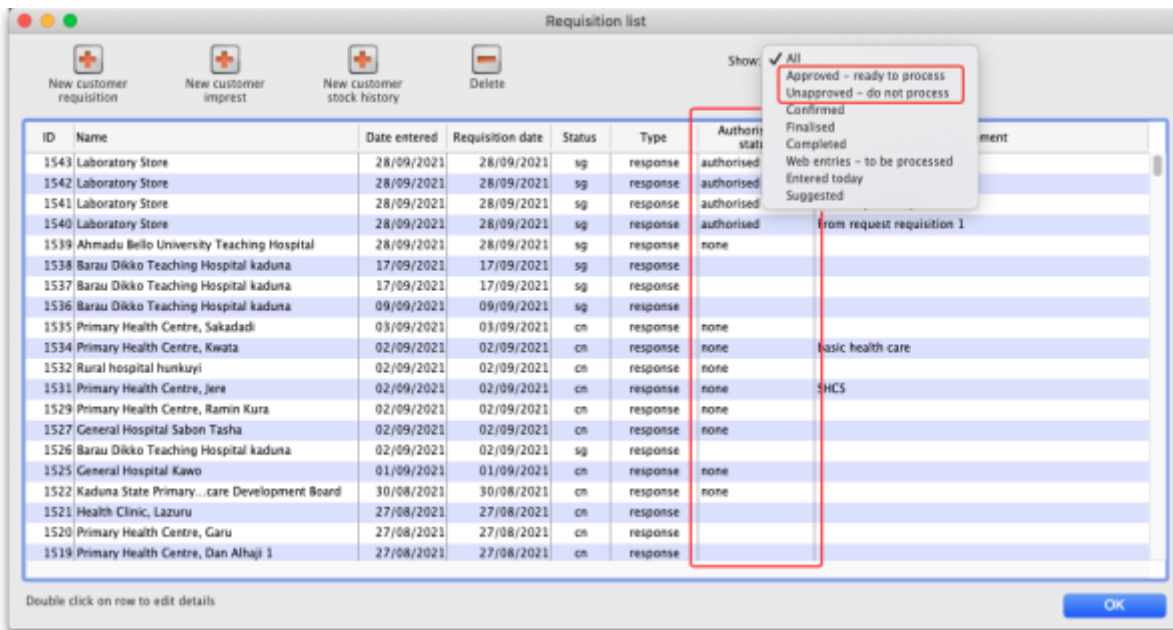 Requisition list
New customer requisition
New customer imprest
New customer stock history
Delete
Show: ✓ All
Approved - ready to process
Unapproved - do not process
Confirmed
Finalised
Completed
Web entries - to be processed
Entered today
Suggested
ID Name Date entered Requisition date Status Type
1543 Laboratory Store 28/09/2021 28/09/2021 sg response authorised
1542 Laboratory Store 28/09/2021 28/09/2021 sg response authorised
1541 Laboratory Store 28/09/2021 28/09/2021 sg response authorised
1540 Laboratory Store 28/09/2021 28/09/2021 sg response authorised From request requisition 1
1539 Ahmadu Bello University Teaching Hospital 28/09/2021 28/09/2021 sg response none
1538 Barau Dikko Teaching Hospital kaduna 17/09/2021 17/09/2021 sg response
1537 Barau Dikko Teaching Hospital kaduna 17/09/2021 17/09/2021 sg response
1536 Barau Dikko Teaching Hospital kaduna 09/09/2021 09/09/2021 sg response
1535 Primary Health Centre, Sakadadi 03/09/2021 03/09/2021 cn response none
1534 Primary Health Centre, Kwata 02/09/2021 02/09/2021 cn response none basic health care
1532 Rural hospital hunkuyi 02/09/2021 02/09/2021 cn response none
1531 Primary Health Centre, Jere 02/09/2021 02/09/2021 cn response none SHCS
1529 Primary Health Centre, Ramin Kura 02/09/2021 02/09/2021 cn response none
1527 General Hospital Sabon Tasha 02/09/2021 02/09/2021 cn response none
1526 Barau Dikko Teaching Hospital kaduna 02/09/2021 02/09/2021 sg response
1525 General Hospital Kawo 01/09/2021 01/09/2021 cn response none
1522 Kaduna State Primary...care Development Board 30/08/2021 30/08/2021 cn response none
1521 Health Clinic, Lazuru 27/08/2021 27/08/2021 cn response
1520 Primary Health Centre, Garu 27/08/2021 27/08/2021 cn response
1519 Primary Health Centre, Dan Alhaji 1 27/08/2021 27/08/2021 cn response
Double click on row to edit details
OK